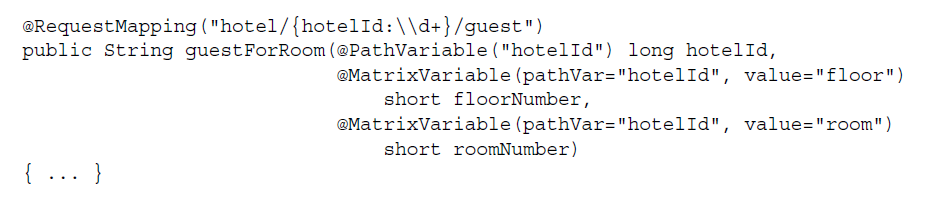 @RequestMapping("hotel/{hotelId:\\d+}/guest")
public String guestForRoom(@PathVariable("hotelId") long hotelId,
                           @MatrixVariable(pathVar="hotelId", value="floor")
                               short floorNumber,
                           @MatrixVariable(pathVar="hotelId", value="room")
                               short roomNumber)
{ ... }